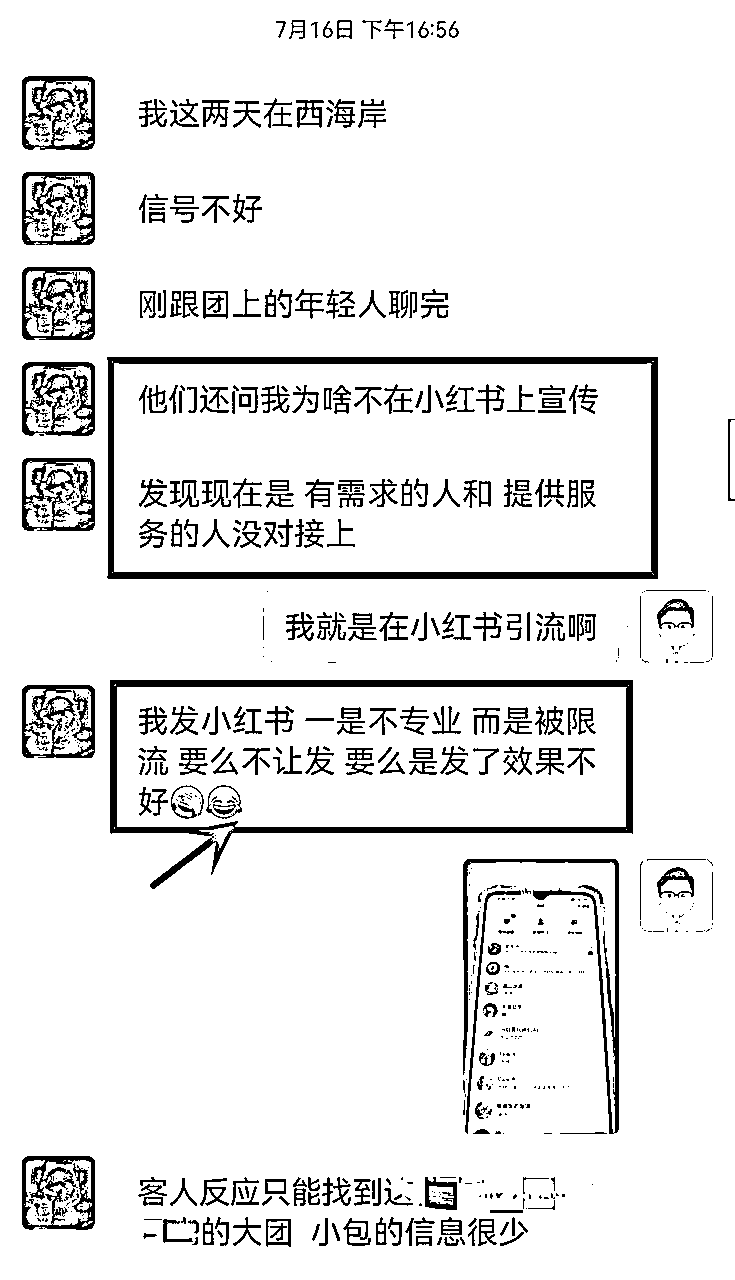 7月16日 下午16:56
我这两天在西海岸
信号不好
刚跟团上的年轻人聊完
他们还问我为啥不在小红书上宣传
发现现在是 有需求的人和 提供服
务的人没对接上
我就是在小红书引流啊
我发小红书 一是不专业 而是被限
流 要么不让发 要么是发了效果不
好🤣😂
客人反应只能找到
的大团 小包的信息很少